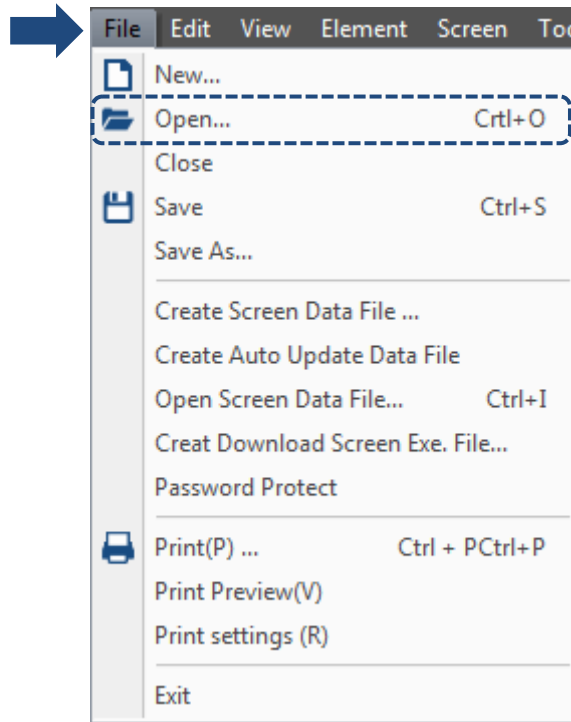 File Edit View Element Screen Too
New...
Open... Crtl+O
Close
Save Ctrl+S
Save As...
Create Screen Data File ...
Create Auto Update Data File
Open Screen Data File... Ctrl+I
Creat Download Screen Exe. File...
Password Protect
Print(P) ... Ctrl + PCtrl+P
Print Preview(V)
Print settings (R)
Exit